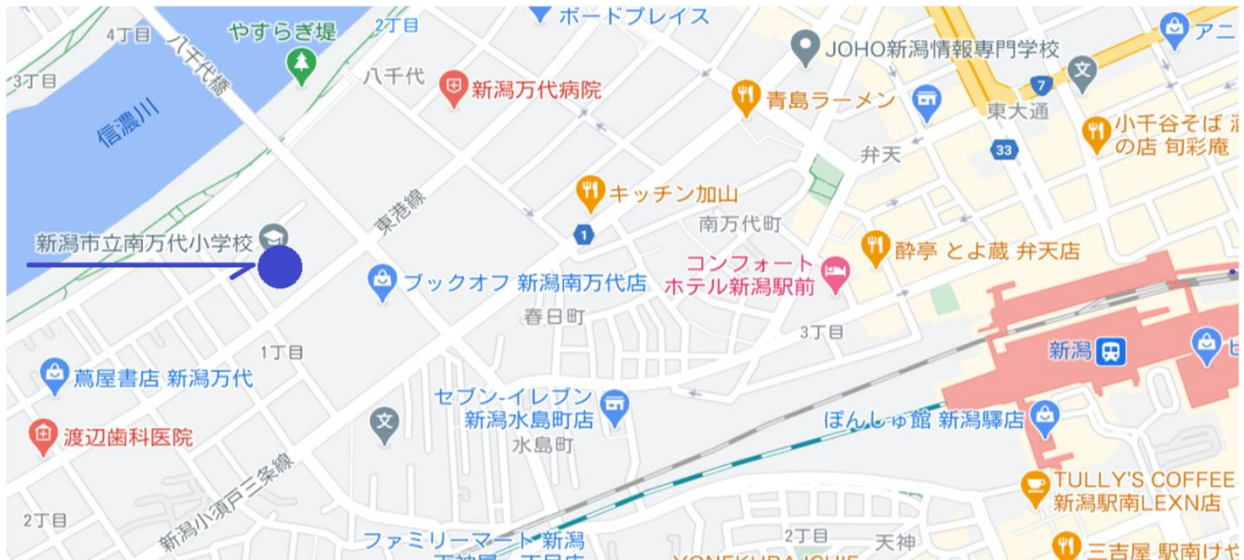 ボードプレイス
2丁目
やすらぎ堤
4丁目
八千代橋
アニ
JOHO新潟情報専門学校
3丁目
八千代
新潟万代病院
7
青島ラーメン
東大通
信濃川
小千谷そば
の店 旬彩庵
33
弁天
キッチン加山
東港線
南万代町
1
新潟市立南万代小学校
酔亭 とよ蔵 弁天店
コンフォート
ホテル新潟駅前
ブックオフ 新潟南万代店
春日町
3丁目
1丁目
新潟
蔦屋書店 新潟万代
セブン-イレブン
新潟水島町店
ぽんしゅ館 新潟驛店
渡辺歯科医院
水島町
新潟小須戸三条線
TULLY'S COFFEE
新潟駅南LEXN店
2丁目
ファミリーマート 新潟
2丁目
天神
三吉屋 駅南けや